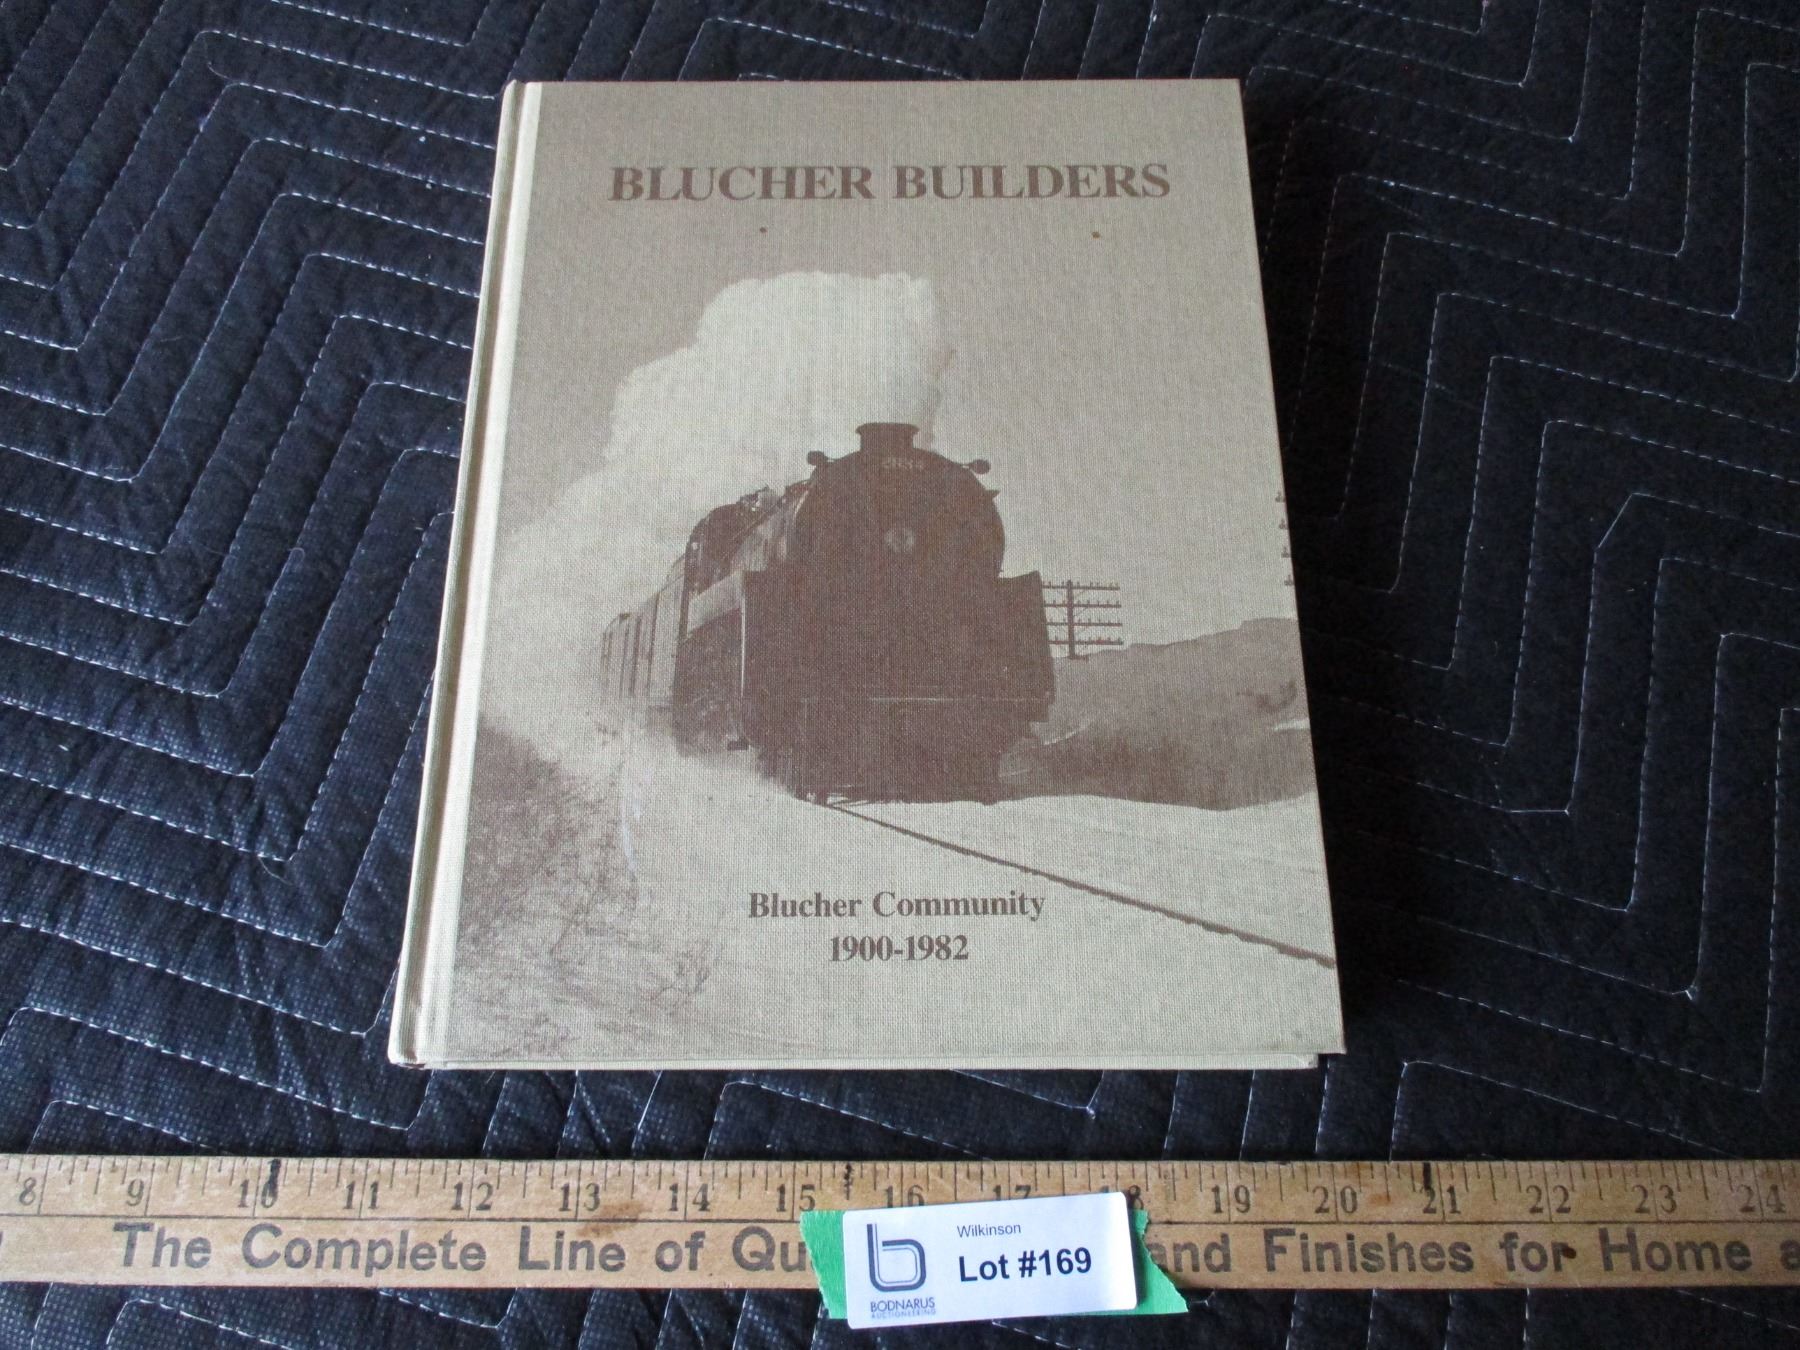 BLUCHER BUILDERS
Blucher Community
1900-1982
8 9 10 11 12 13 14 15 16 17 18 19 20 21 22 23 24
The Complete Line of Qu and Finishes for Home a
Wilkinson
Lot #169
BODNARUS
AUCTIONEERING